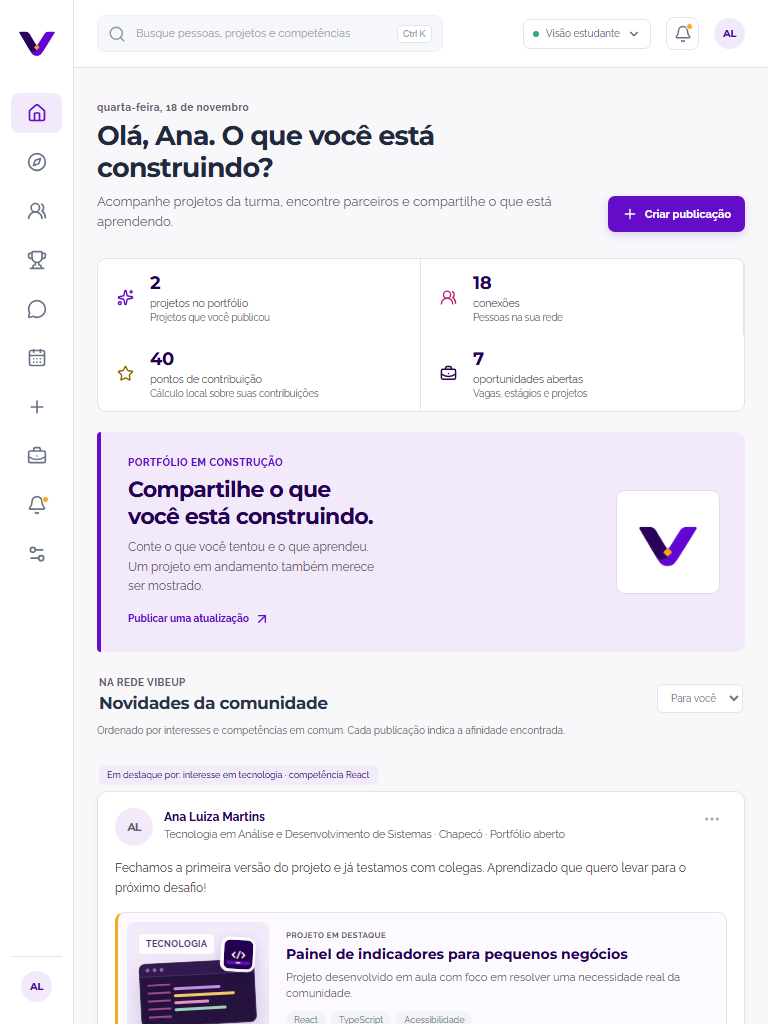 Busque pessoas, projetos e competências
Ctrl K
Visão estudante
AL
quarta-feira, 18 de novembro
Olá, Ana. O que você está
construindo?
Acompanhe projetos da turma, encontre parceiros e compartilhe o que está
aprendendo.
Criar publicação
2
projetos no portfólio
Projetos que você publicou
18
conexões
Pessoas na sua rede
40
pontos de contribuição
Cálculo local sobre suas contribuições
7
oportunidades abertas
Vagas, estágios e projetos
PORTFÓLIO EM CONSTRUÇÃO
Compartilhe o que
você está construindo.
Conte o que você tentou e o que aprendeu.
Um projeto em andamento também merece
ser mostrado.
Publicar uma atualização
NA REDE VIBEUP
Novidades da comunidade
Para você
Ordenado por interesses e competências em comum. Cada publicação indica a afinidade encontrada.
Em destaque por: interesse em tecnologia · competência React
AL
Ana Luiza Martins
Tecnologia em Análise e Desenvolvimento de Sistemas · Chapecó · Portfólio aberto
Fechamos a primeira versão do projeto e já testamos com colegas. Aprendizado que quero levar para o
próximo desafio!
TECNOLOGIA
</>
PROJETO EM DESTAQUE
Painel de indicadores para pequenos negócios
Projeto desenvolvido em aula com foco em resolver uma necessidade real da
comunidade.
React
TypeScript
Acessibilidade
AL